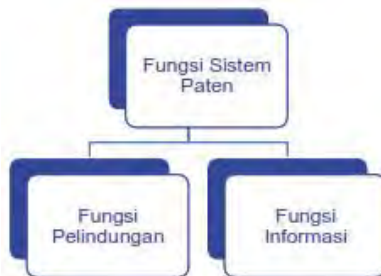 Fungsi Sistem
Paten
Fungsi
Pelindungan
Fungsi
Informasi